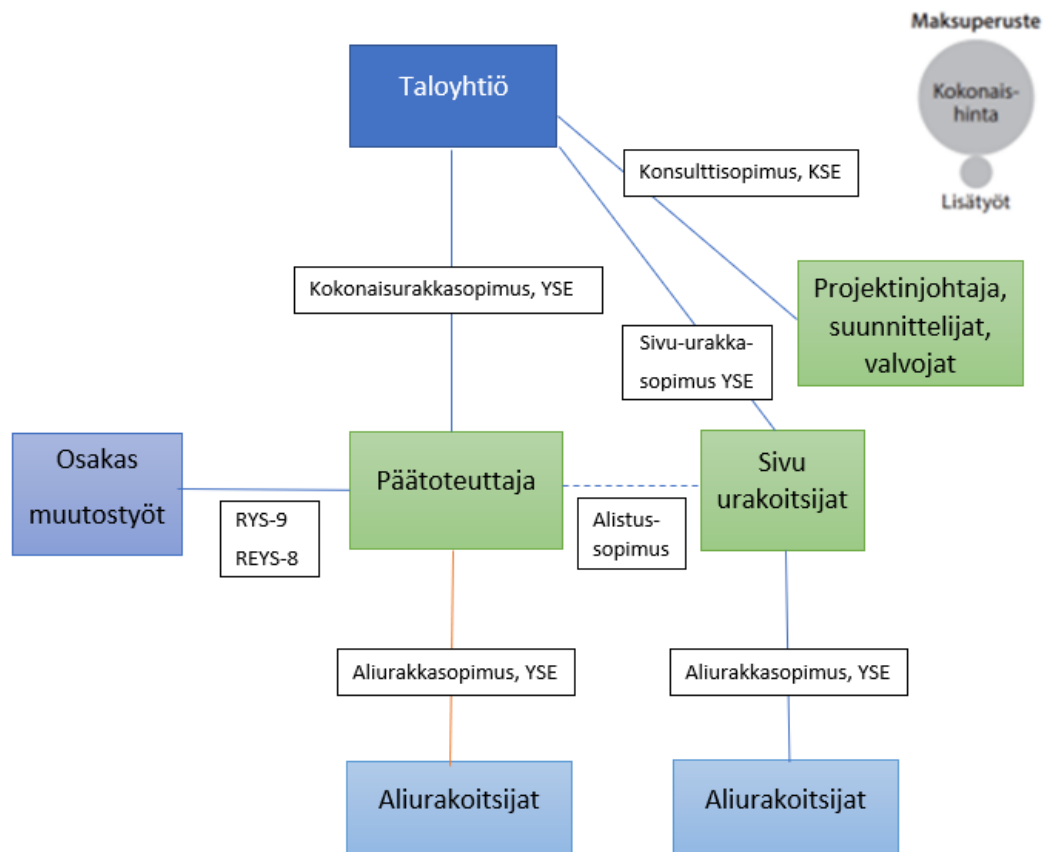 Maksuperuste
Kokonais-
hinta
Lisätyöt
Taloyhtiö
Konsulttisopimus, KSE
Kokonaisurakkasopimus, YSE
Projektinjohtaja,
suunnittelijat,
valvojat
Sivu-urakka-
sopimus YSE
Osakas
muutostyöt
RYS-9
REYS-8
Päätoteuttaja
Alistus-
sopimus
Sivu
urakoitsijat
Aliurakkasopimus, YSE
Aliurakkasopimus, YSE
Aliurakoitsijat
Aliurakoitsijat